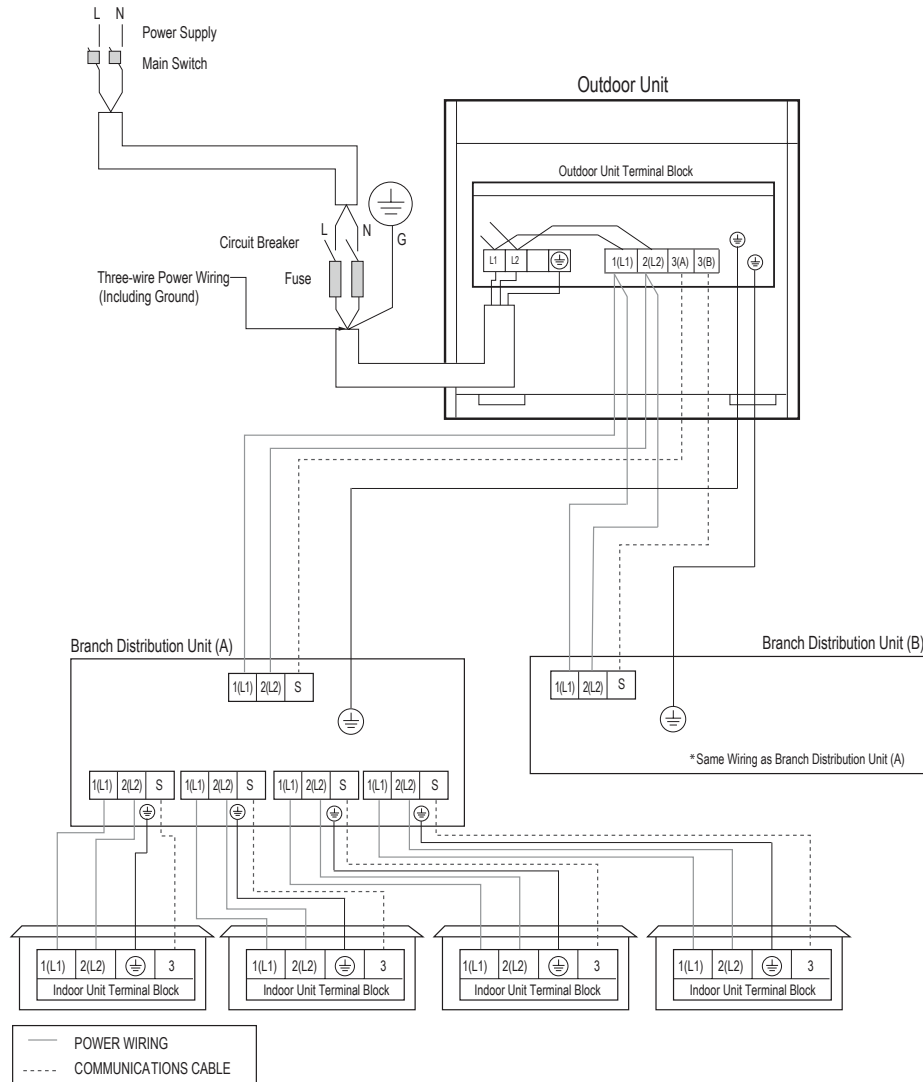 L N
Power Supply
Main Switch
Outdoor Unit
Outdoor Unit Terminal Block
L N
G
Circuit Breaker
Fuse
Three-wire Power Wiring
(Including Ground)
L1 L2
1(L1) 2(L2) 3(A) 3(B)
Branch Distribution Unit (A)
Branch Distribution Unit (B)
1(L1) 2(L2) S
1(L1) 2(L2) S
*Same Wiring as Branch Distribution Unit (A)
1(L1) 2(L2) S
1(L1) 2(L2) S
1(L1) 2(L2) S
1(L1) 2(L2) S
1(L1) 2(L2) 3
Indoor Unit Terminal Block
1(L1) 2(L2) 3
Indoor Unit Terminal Block
1(L1) 2(L2) 3
Indoor Unit Terminal Block
1(L1) 2(L2) 3
Indoor Unit Terminal Block
POWER WIRING
COMMUNICATIONS CABLE